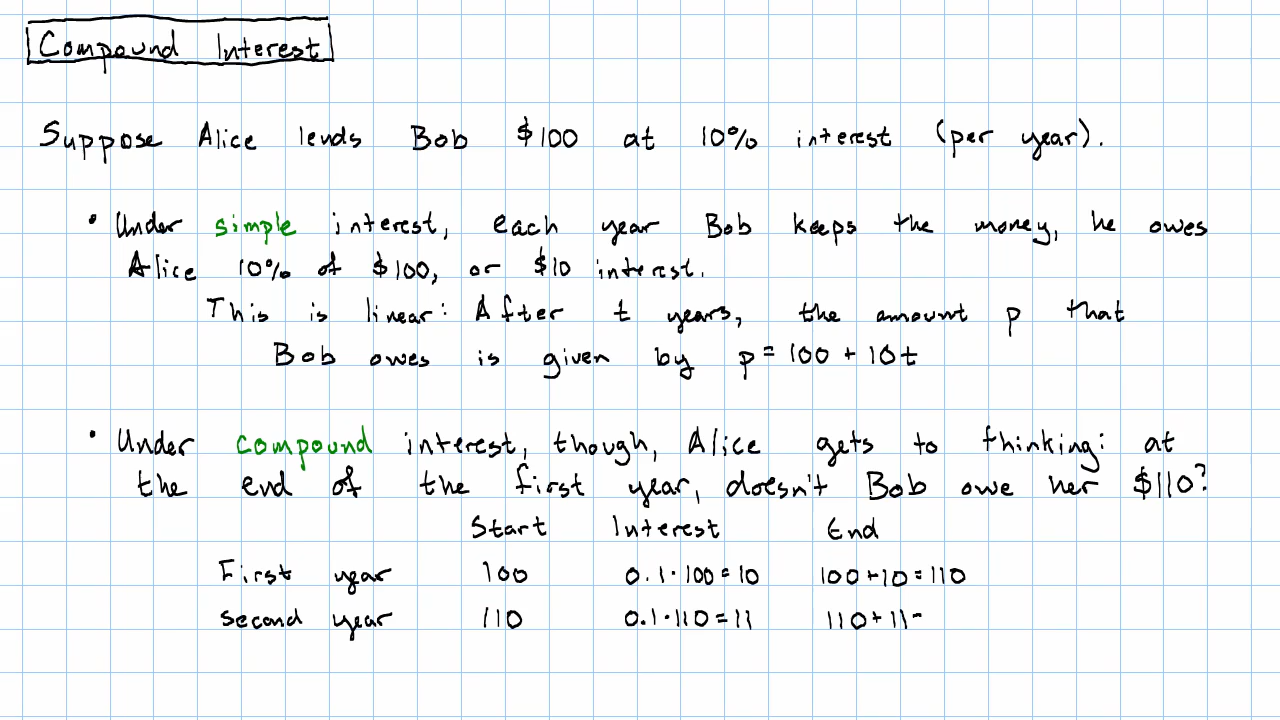 Compound Interest
Suppose Alice lends Bob $100 at 10% interest (per year).
• Under simple interest, each year Bob keeps the money, he owes
Alice 10% of $100, or $10 interest.
This is linear: After t years, the amount p that
Bob owes is given by p = 100 + 10t
• Under compound interest, though, Alice gets to thinking: at
the end of the first year, doesn't Bob owe her $110?
Start Interest End
First year 100 0.1·100=10 100+10=110
Second year 110 0.1·110=11 110+11-